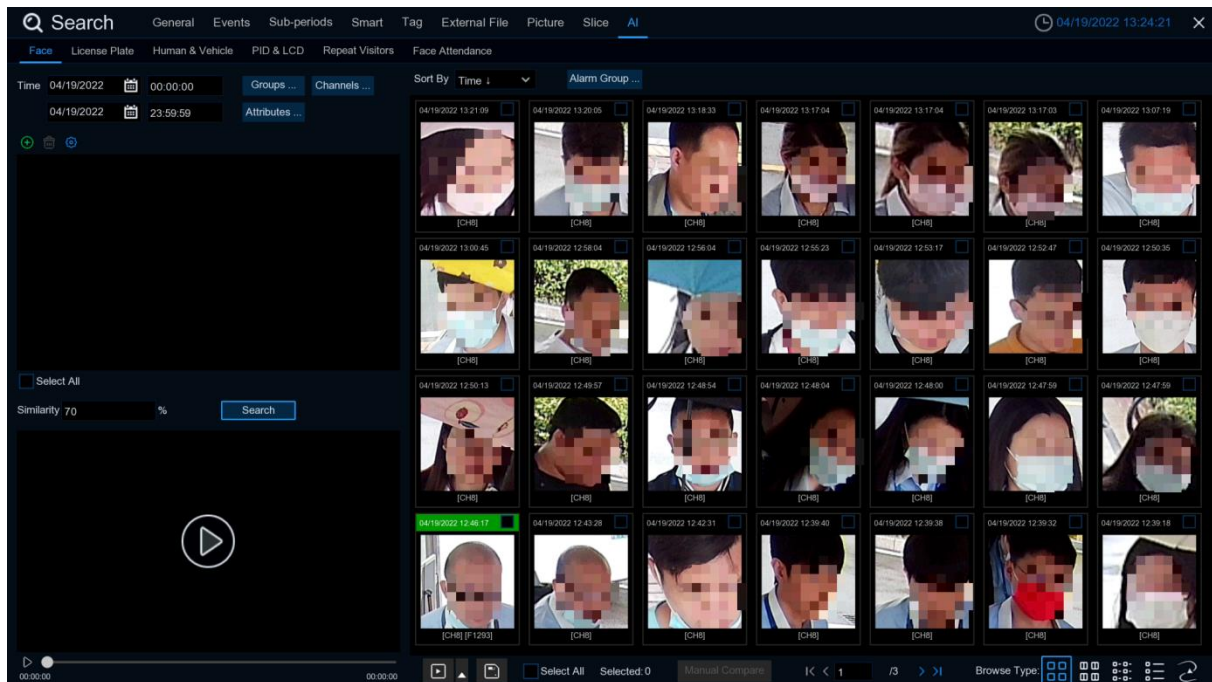 Search General Events Sub-periods Smart Tag External File Picture Slice AI 04/19/2022 13:24:21
Face License Plate Human & Vehicle PID & LCD Repeat Visitors Face Attendance
Time 04/19/2022 00:00:00 Groups ... Channels ...
04/19/2022 23:59:59 Attributes ...
Select All
Similarity 70 % Search
00:00:00 00:00:00
Sort By Time ↓ Alarm Group ...
04/19/2022 13:21:09 04/19/2022 13:20:05 04/19/2022 13:18:33 04/19/2022 13:17:04 04/19/2022 13:17:04 04/19/2022 13:17:03 04/19/2022 13:07:19
[CH8] [CH8] [CH8] [CH8] [CH8] [CH8] [CH8]
04/19/2022 13:00:45 04/19/2022 12:58:04 04/19/2022 12:56:04 04/19/2022 12:55:23 04/19/2022 12:53:17 04/19/2022 12:52:47 04/19/2022 12:50:35
[CH8] [CH8] [CH8] [CH8] [CH8] [CH8] [CH8]
04/19/2022 12:50:13 04/19/2022 12:49:57 04/19/2022 12:48:54 04/19/2022 12:48:04 04/19/2022 12:48:00 04/19/2022 12:47:59 04/19/2022 12:47:59
[CH8] [CH8] [CH8] [CH8] [CH8] [CH8] [CH8]
04/19/2022 12:46:17 04/19/2022 12:43:28 04/19/2022 12:42:31 04/19/2022 12:39:40 04/19/2022 12:39:38 04/19/2022 12:39:32 04/19/2022 12:39:18
[CH8] [F1293] [CH8] [CH8] [CH8] [CH8] [CH8] [CH8]
Select All Selected: 0 Manual Compare 1 /3 Browse Type: